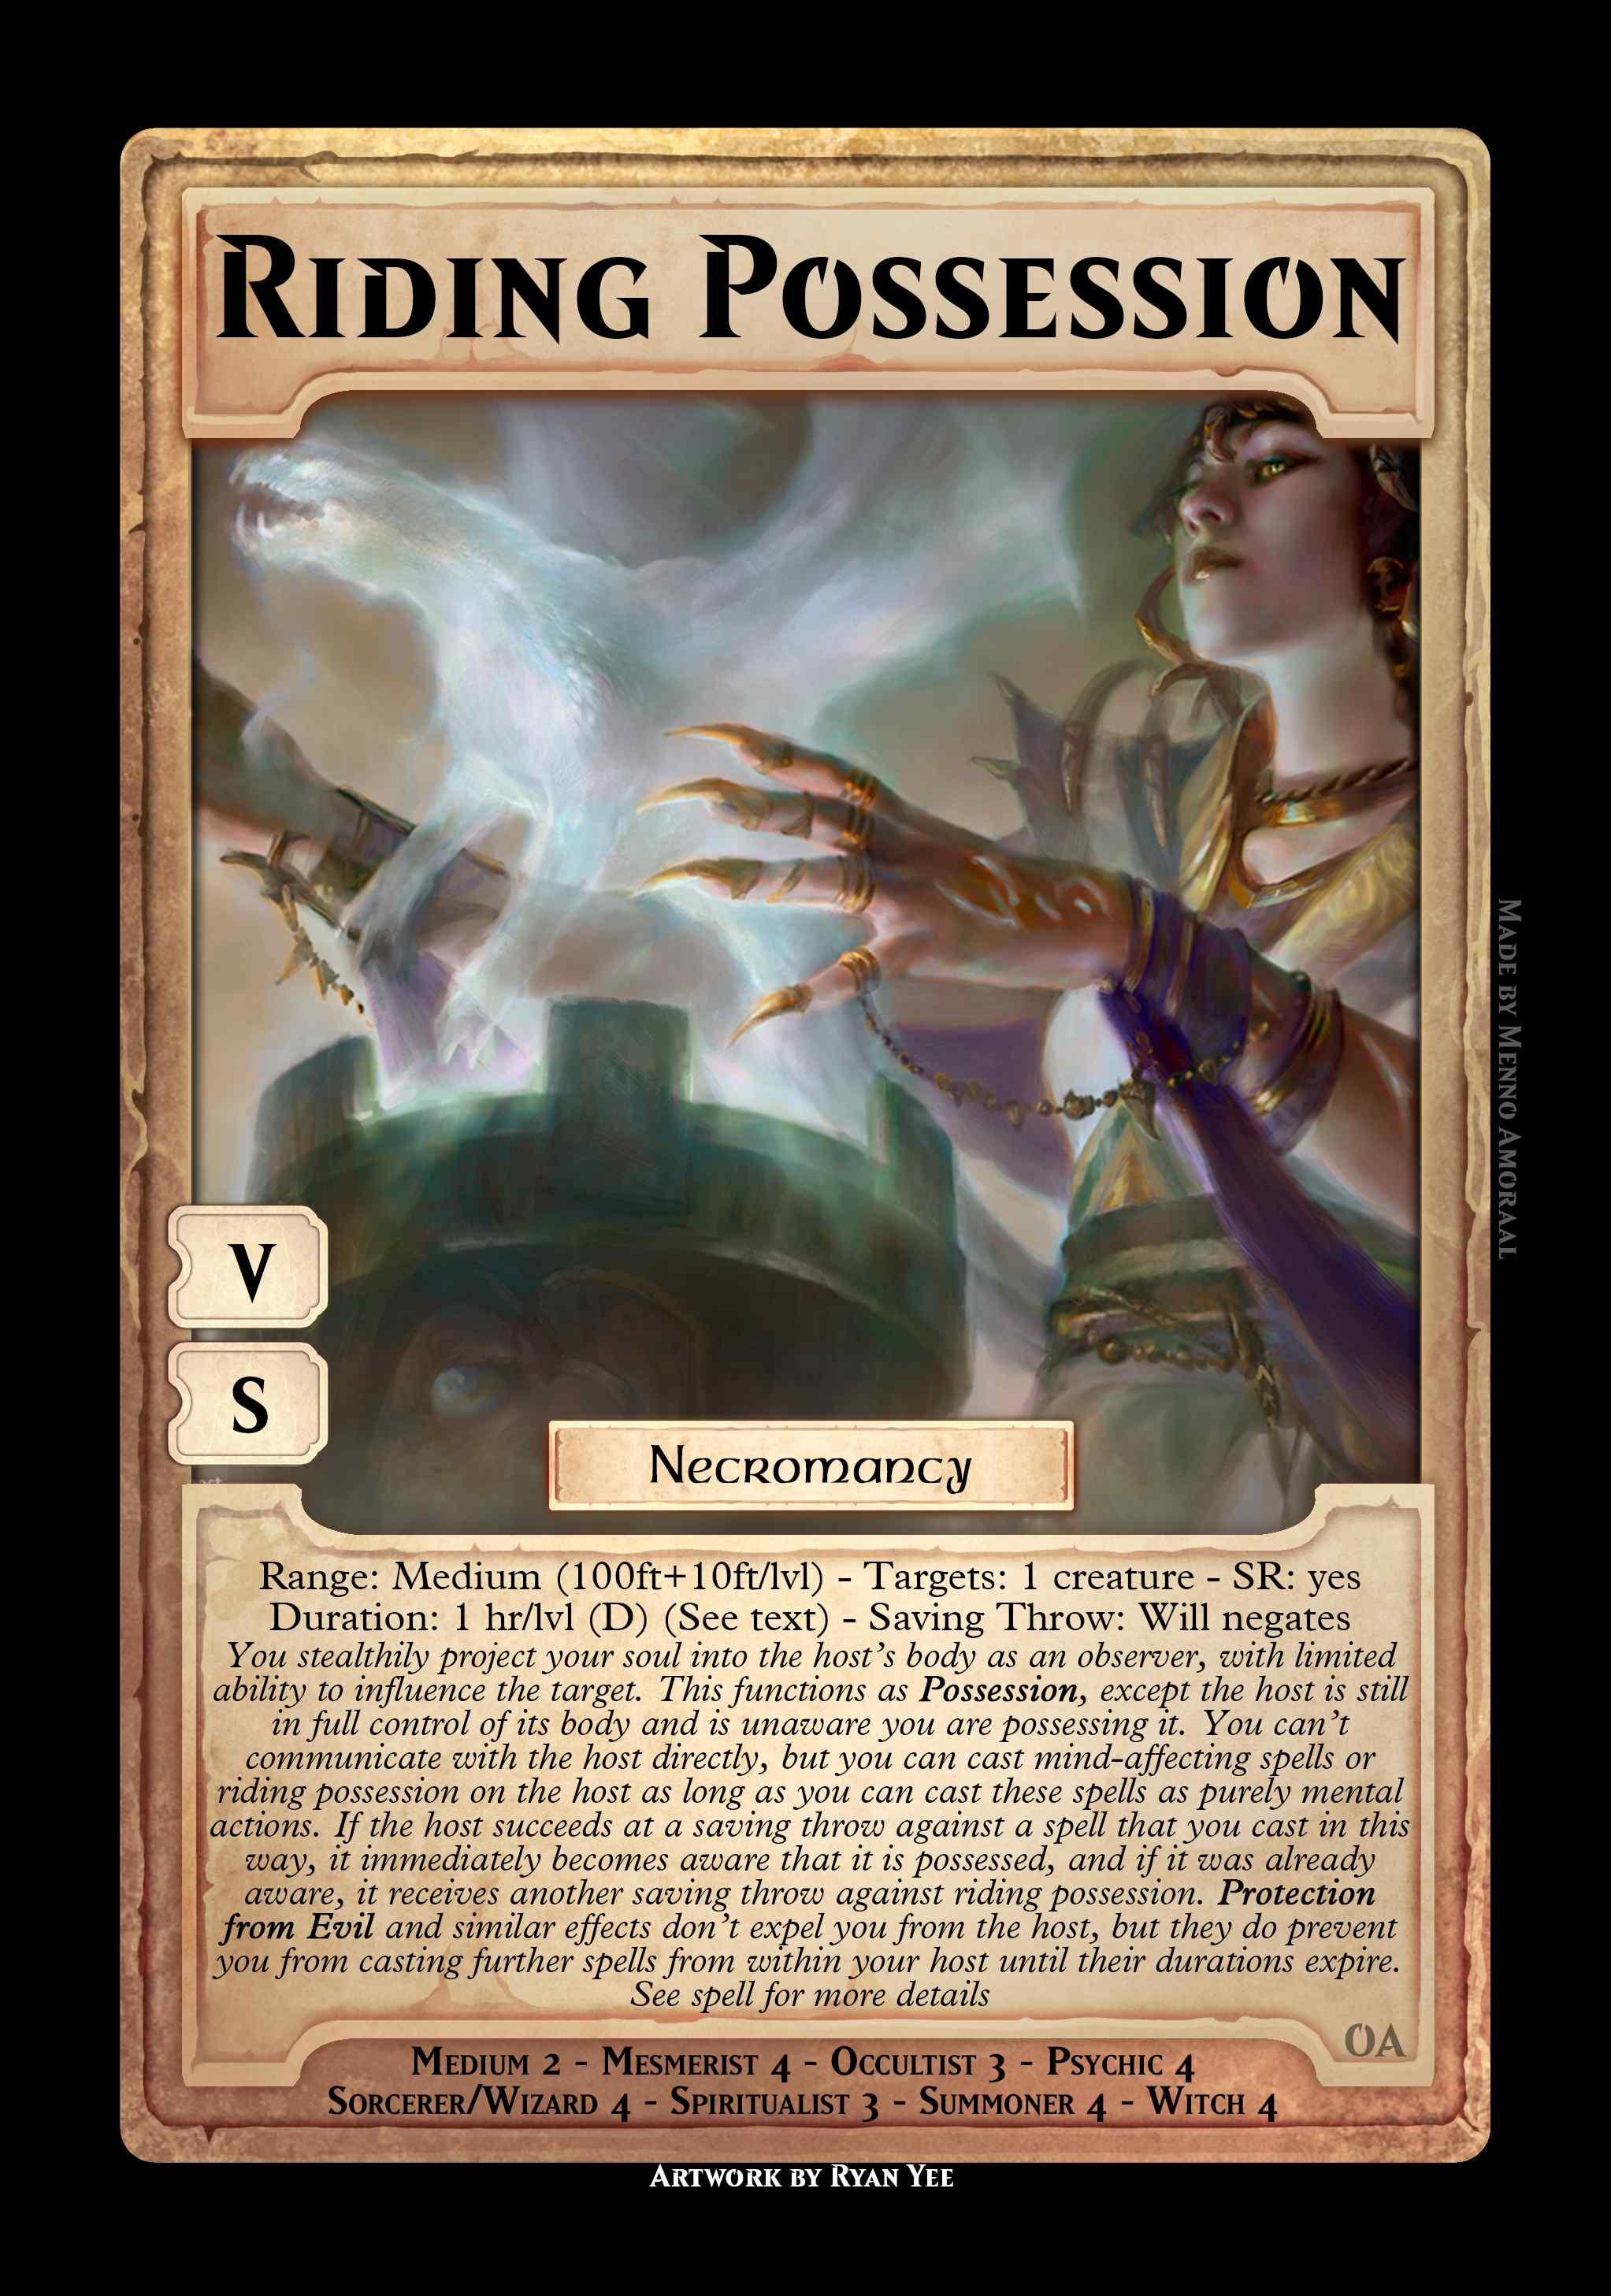 Riding Possession
V
S
Necromancy
Range: Medium (100ft+10ft/lvl) - Targets: 1 creature - SR: yes
Duration: 1 hr/lvl (D) (See text) - Saving Throw: Will negates
You stealthily project your soul into the host's body as an observer, with limited
ability to influence the target. This functions as Possession, except the host is still
in full control of its body and is unaware you are possessing it. You can't
communicate with the host directly, but you can cast mind-affecting spells or
riding possession on the host as long as you can cast these spells as purely mental
actions. If the host succeeds at a saving throw against a spell that you cast in this
way, it immediately becomes aware that it is possessed, and if it was already
aware, it receives another saving throw against riding possession. Protection
from Evil and similar effects don't expel you from the host, but they do prevent
you from casting further spells from within your host until their durations expire.
See spell for more details
OA
Medium 2 - Mesmerist 4 - Occultist 3 - Psychic 4
Sorcerer/Wizard 4 - Spiritualist 3 - Summoner 4 - Witch 4
Artwork by Ryan Yee
Made by Menno Amoraal